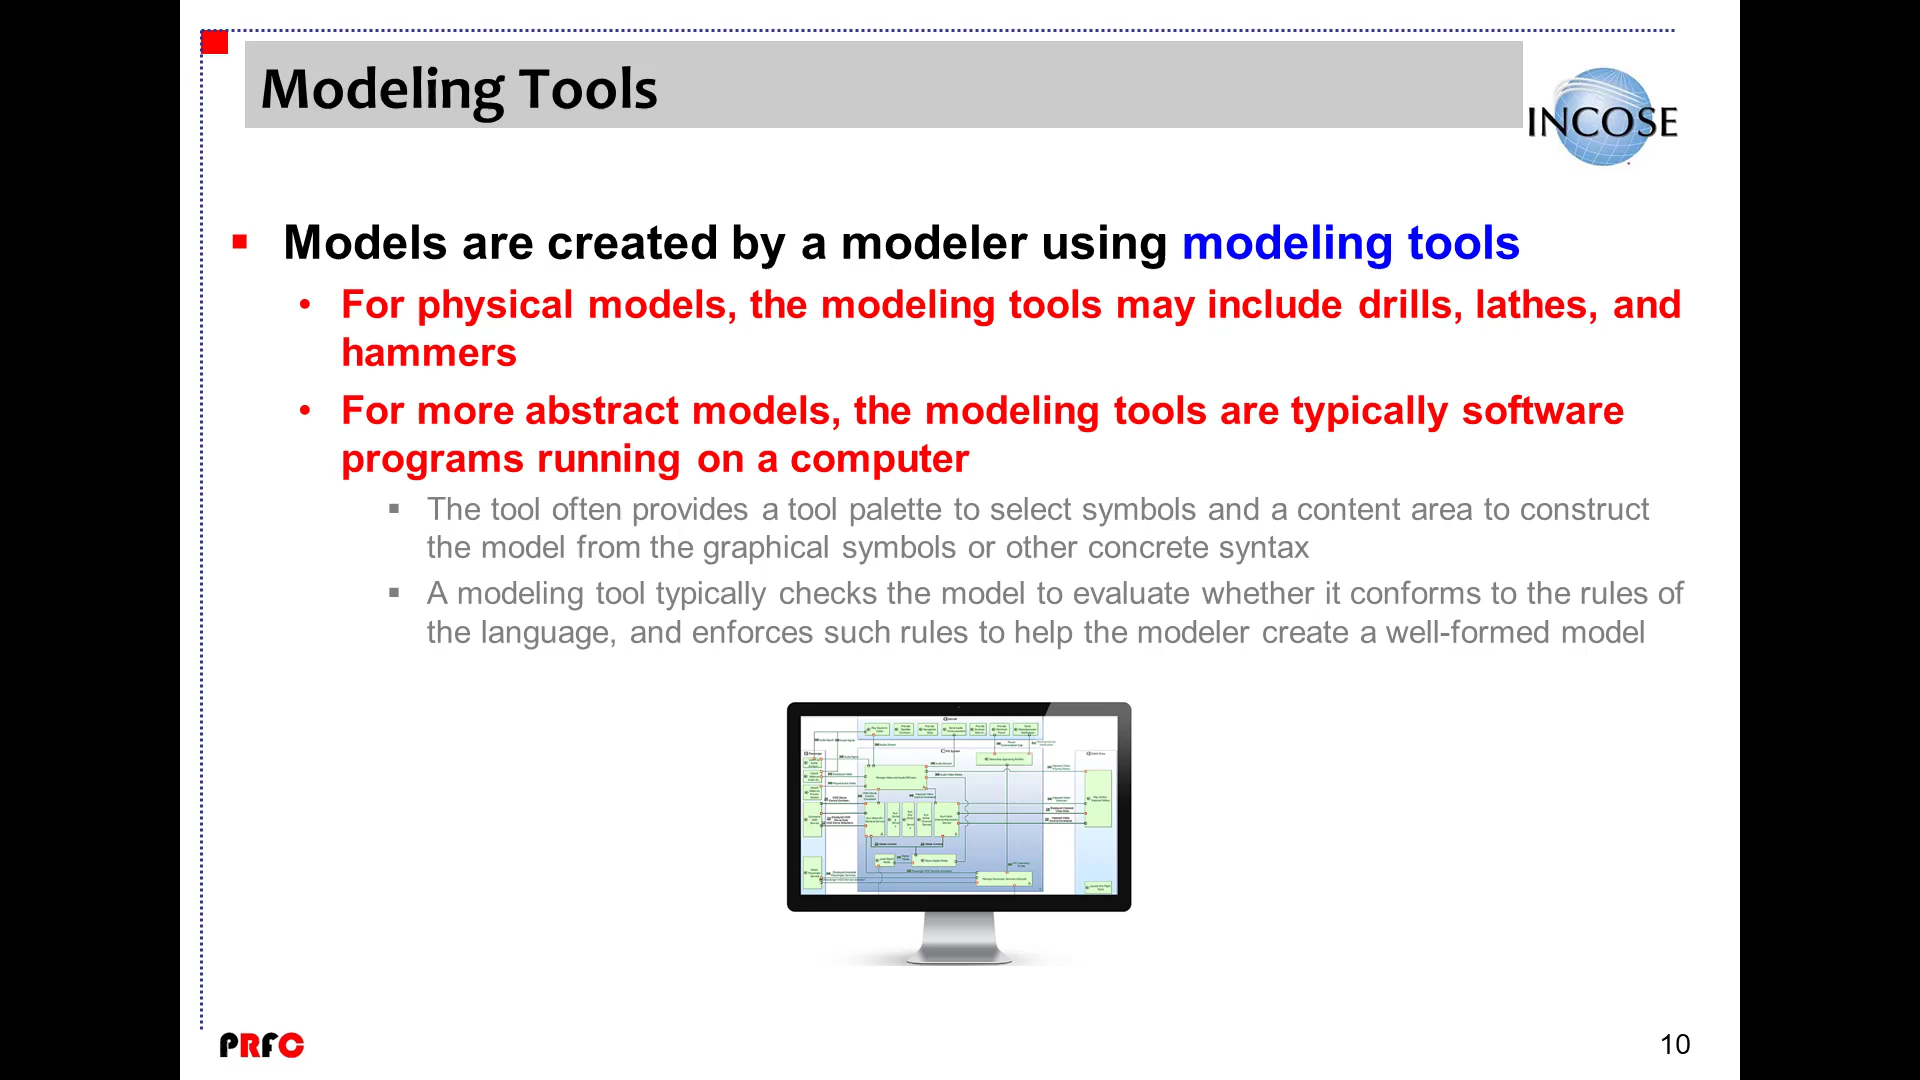 Modeling Tools
INCOSE
Models are created by a modeler using modeling tools
For physical models, the modeling tools may include drills, lathes, and
hammers
For more abstract models, the modeling tools are typically software
programs running on a computer
The tool often provides a tool palette to select symbols and a content area to construct
the model from the graphical symbols or other concrete syntax
A modeling tool typically checks the model to evaluate whether it conforms to the rules of
the language, and enforces such rules to help the modeler create a well-formed model
PRFC
10